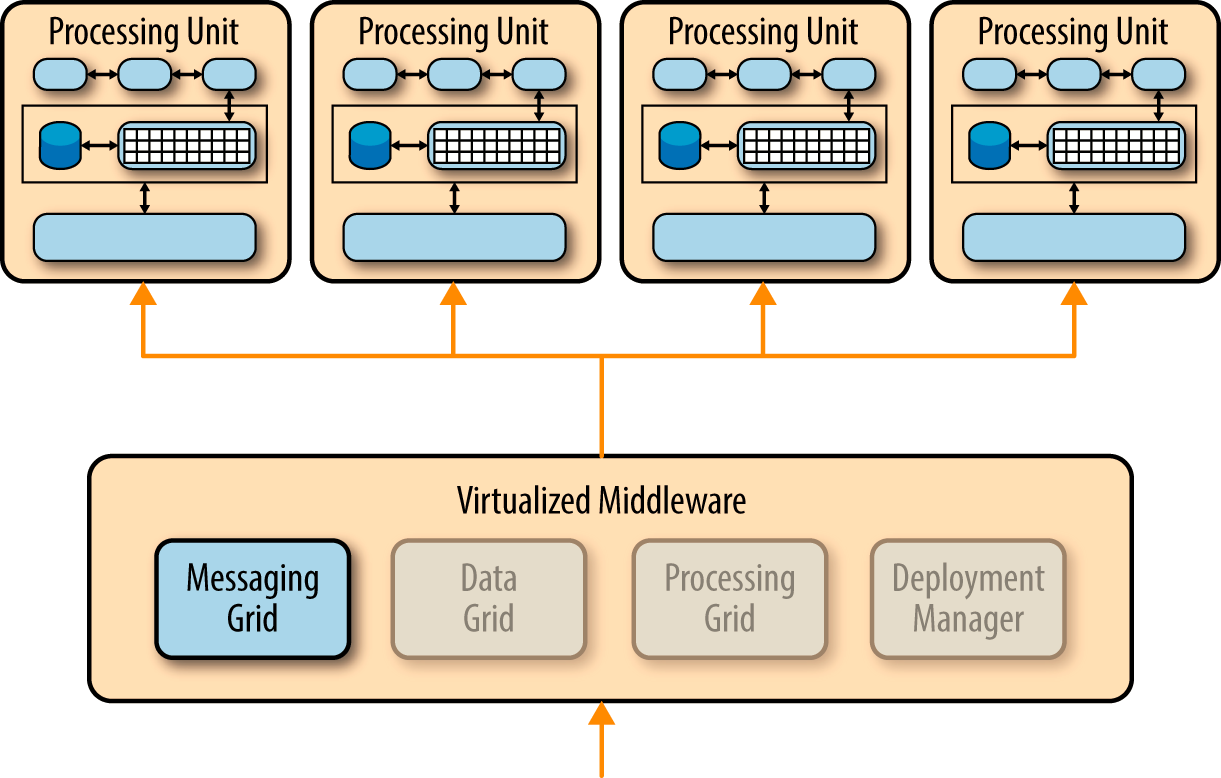 Processing Unit
Processing Unit
Processing Unit
Processing Unit
Virtualized Middleware
Messaging
Grid
Data
Grid
Processing
Grid
Deployment
Manager